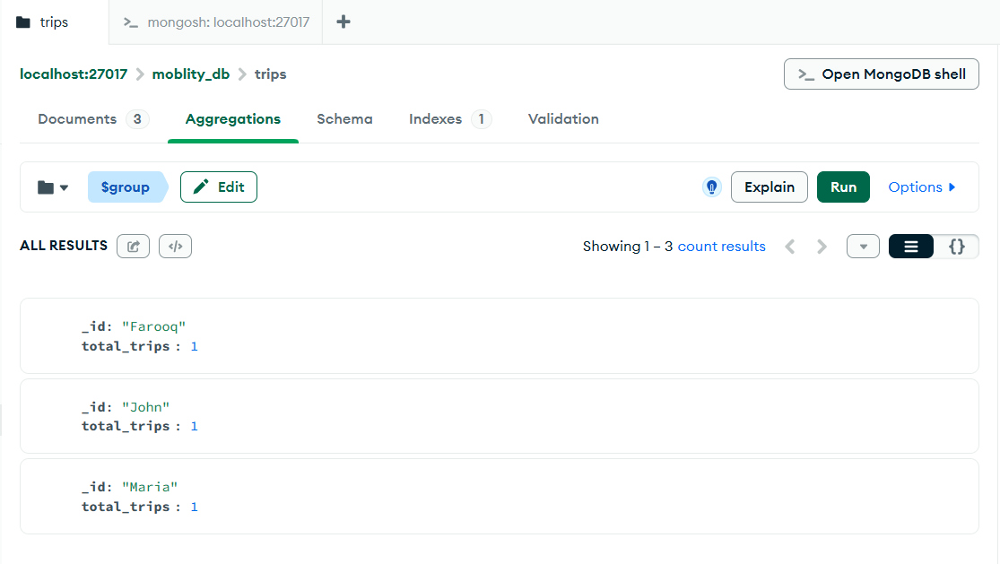 trips >_ mongosh: localhost:27017 +
localhost:27017 > moblity_db > trips
>_ Open MongoDB shell
Documents 3 Aggregations Schema Indexes 1 Validation
$group Edit Explain Run Options
ALL RESULTS </> Showing 1 – 3 count results {}
_id: "Farooq"
total_trips : 1
_id: "John"
total_trips : 1
_id: "Maria"
total_trips : 1